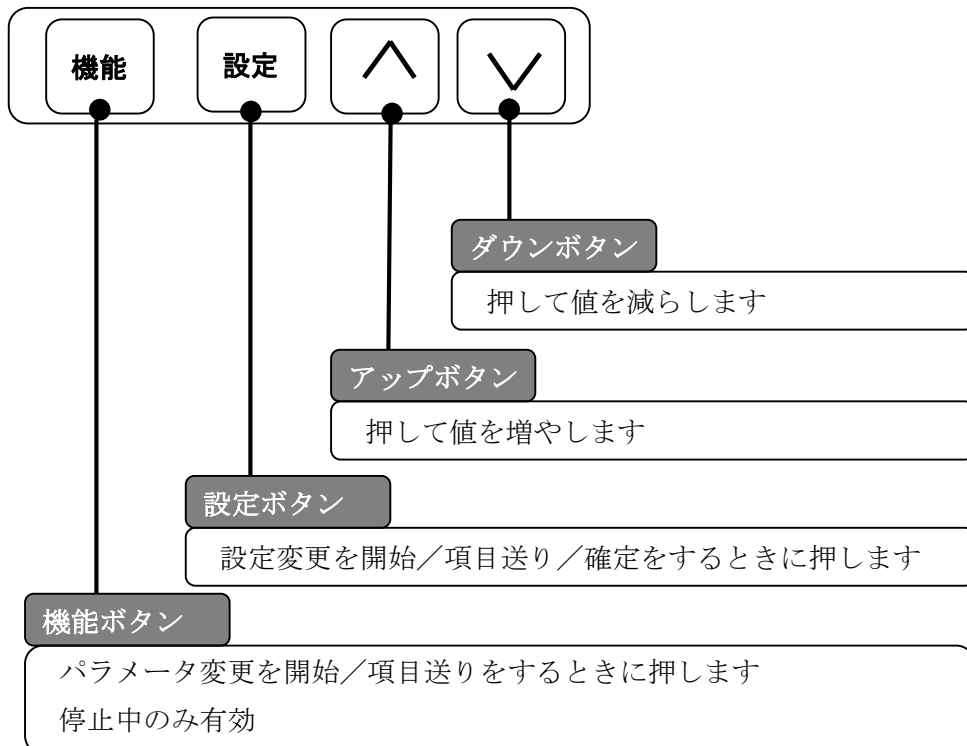 機能 設定
ダウンボタン
押して値を減らします
アップボタン
押して値を増やします
設定ボタン
設定変更を開始／項目送り／確定をするときに押します
機能ボタン
パラメータ変更を開始／項目送りをするときに押します
停止中のみ有効